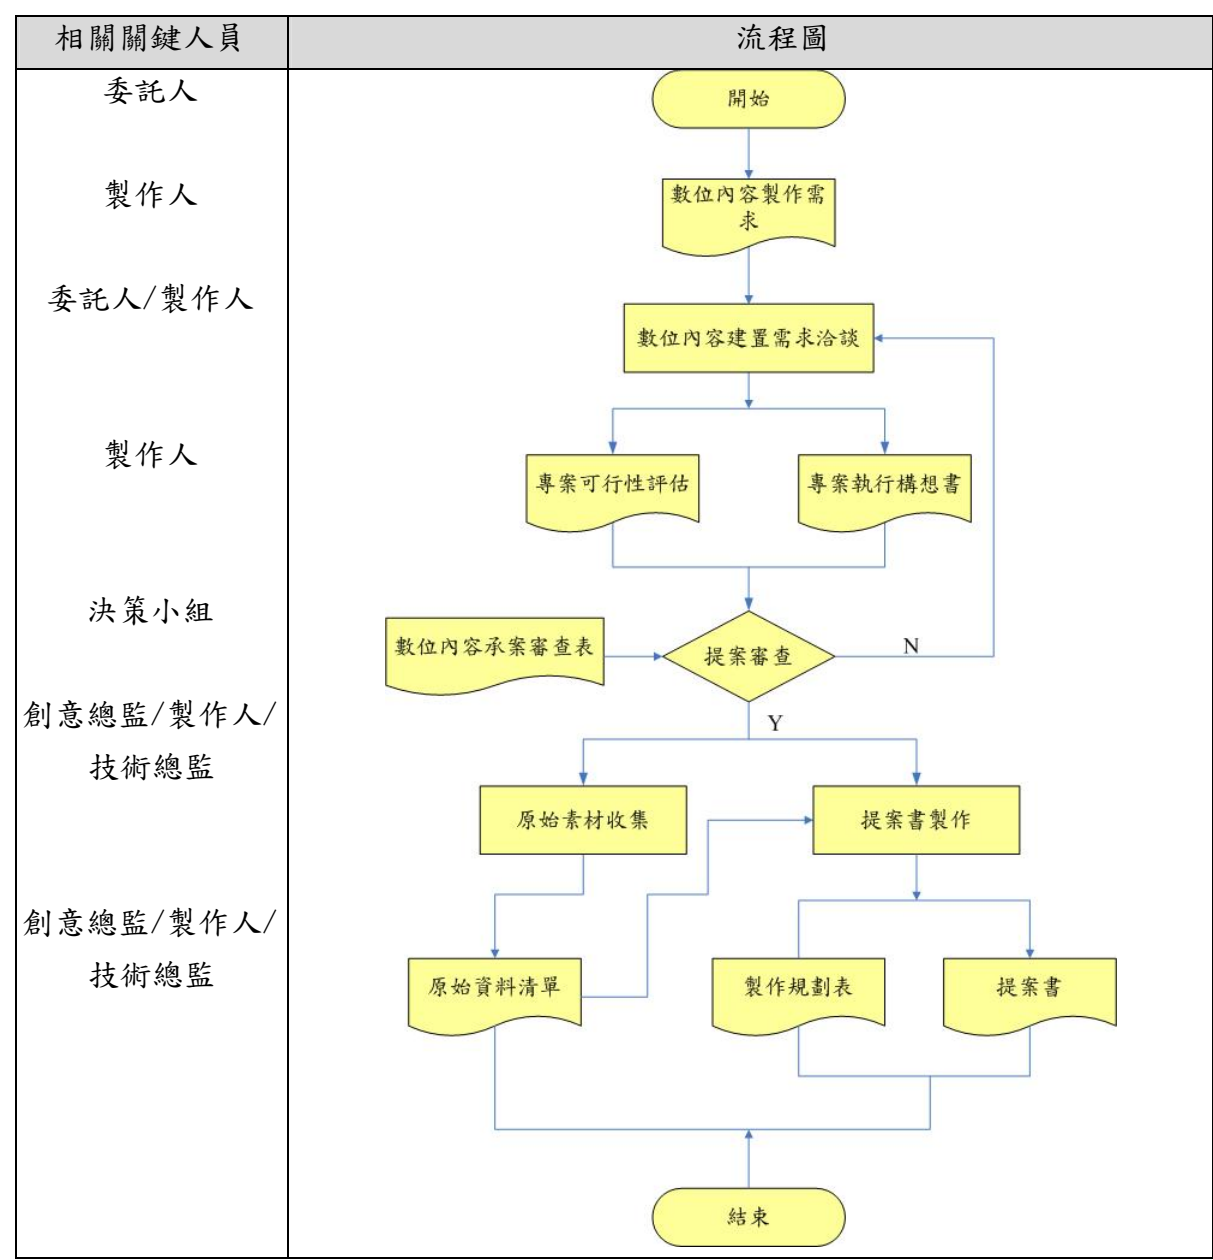 相關關鍵人員
流程圖
委託人
開始
製作人
數位內容製作需
求
委託人/製作人
數位內容建置需求洽談
製作人
專案可行性評估
專案執行構想書
決策小組
數位內容承案審查表
提案審查
N
Y
創意總監/製作人/
技術總監
原始素材收集
提案書製作
創意總監/製作人/
技術總監
原始資料清單
製作規劃表
提案書
結束